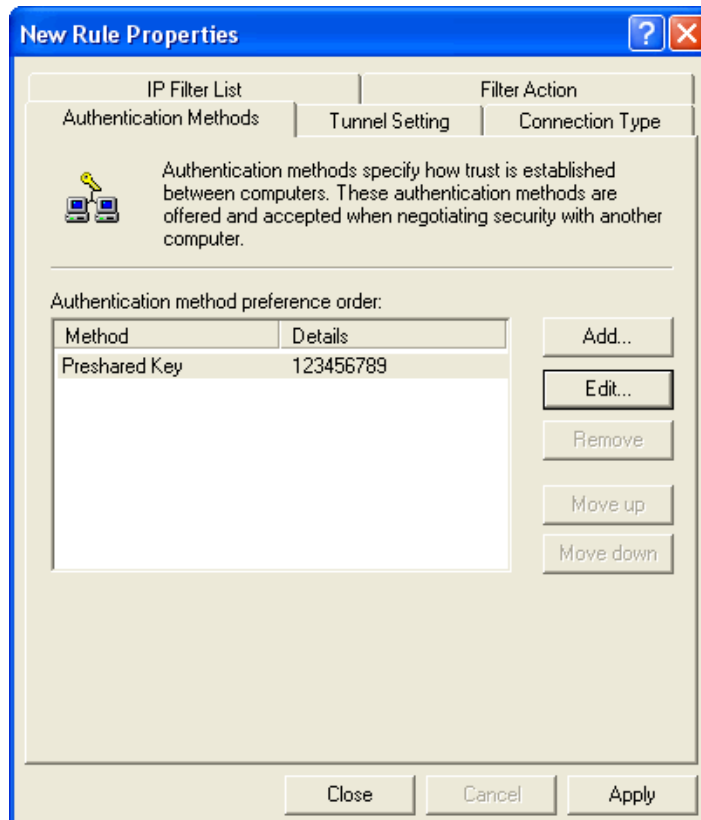 New Rule Properties
IP Filter List
Filter Action
Authentication Methods
Tunnel Setting
Connection Type
Authentication methods specify how trust is established
between computers. These authentication methods are
offered and accepted when negotiating security with another
computer.
Authentication method preference order:
Method Details
Preshared Key 123456789
Add...
Edit...
Remove
Move up
Move down
Close
Cancel
Apply